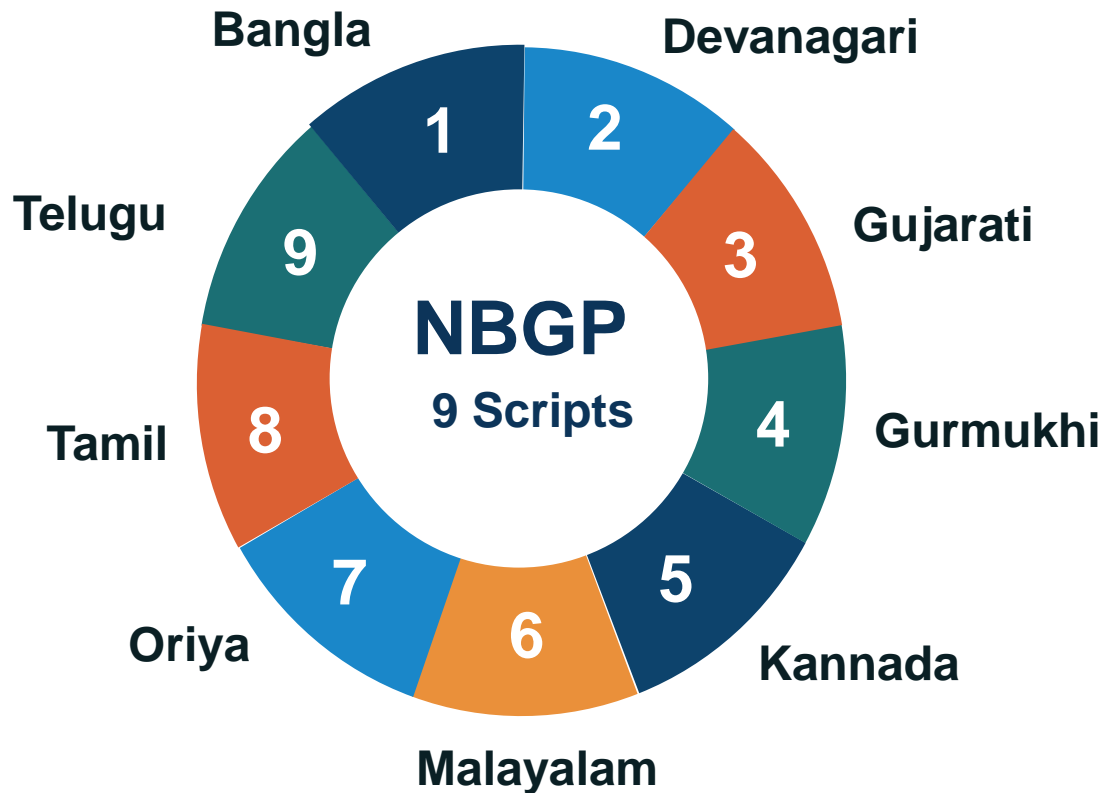 Bangla
1
Devanagari
2
Gujarati
3
Gurmukhi
4
Kannada
5
Malayalam
6
Oriya
7
Tamil
8
Telugu
9
NBGP
9 Scripts